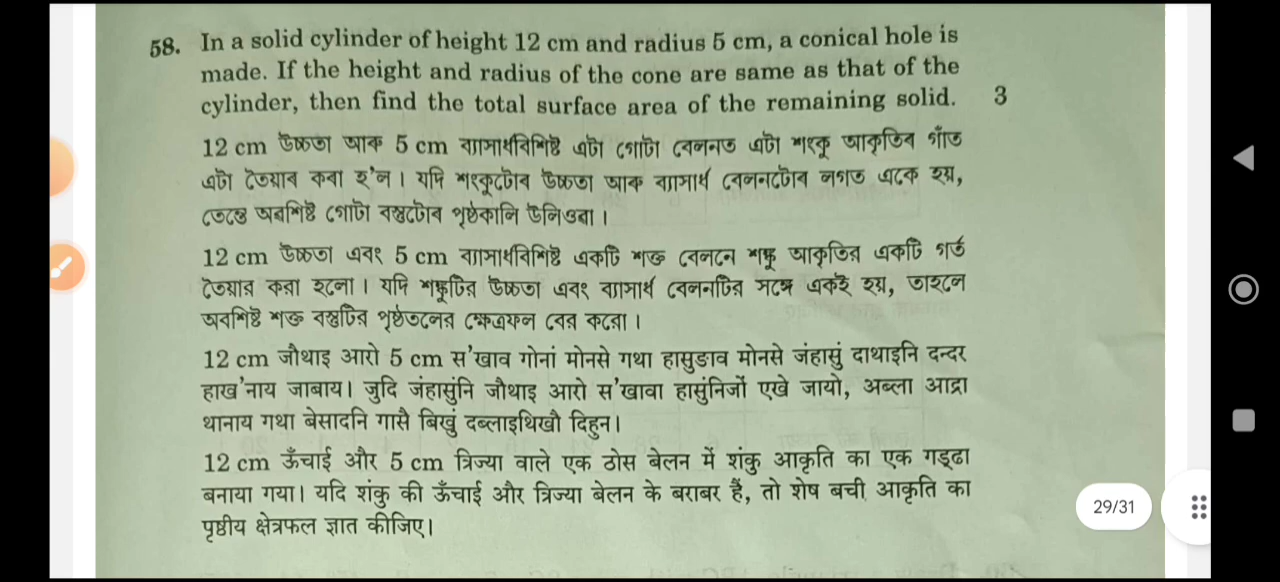 58. In a solid cylinder of height 12 cm and radius 5 cm, a conical hole is
made. If the height and radius of the cone are same as that of the
cylinder, then find the total surface area of the remaining solid. 3
12 cm উচ্চতা আৰু 5 cm ব্যাসাৰ্ধবিশিষ্ট এটা গোটা বেলনত এটা শংকু আকৃতিৰ গাঁত
এটা তৈয়াৰ কৰা হ'ল। যদি শংকুটোৰ উচ্চতা আৰু ব্যাসাৰ্ধ বেলনটোৰ লগত একে হয়,
তেন্তে অৱশিষ্ট গোটা বস্তুটোৰ পৃষ্ঠকালি উলিওৱা।
12 cm উচ্চতা এবং 5 cm ব্যাসার্ধবিশিষ্ট একটি শক্ত বেলনে শঙ্কু আকৃতির একটি গর্ত
তৈয়ার করা হলো। যদি শঙ্কুটির উচ্চতা এবং ব্যাসার্ধ বেলনটির সঙ্গে একই হয়, তাহলে
অবশিষ্ট শক্ত বস্তুটির পৃষ্ঠতলের ক্ষেত্রফল বের করো।
12 cm जौथाइ आरो 5 cm स'खाव गोनां मोनसे गथा हासुङाव मोनसे जंहासुं दाथाइनि दन्दर
हाख'नाय जाबाय। जुदि जंहासुंनि जौथाइ आरो स'खावा हासुंनिजों एखे जायो, अब्ला आद्रा
थानाय गथा बेसादनि गासै बिखुं दब्लाइथिखौ दिहुन।
12 cm ऊँचाई और 5 cm त्रिज्या वाले एक ठोस बेलन में शंकु आकृति का एक गड्ढा
बनाया गया। यदि शंकु की ऊँचाई और त्रिज्या बेलन के बराबर हैं, तो शेष बची आकृति का
पृष्ठीय क्षेत्रफल ज्ञात कीजिए।
29/31